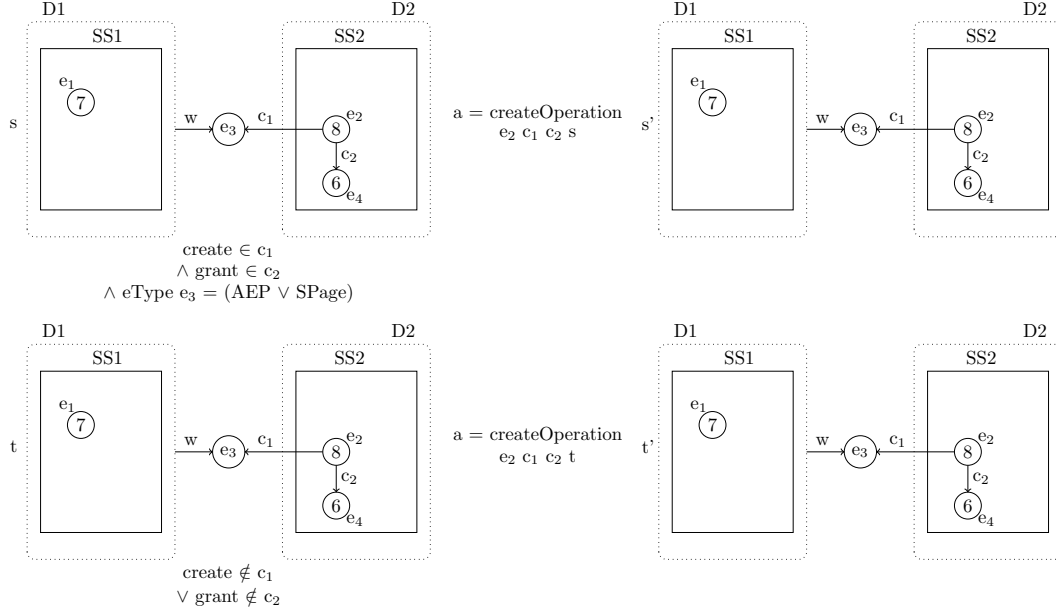 D1 D2 D1 D2
SS1 SS2 SS1 SS2
e₁ e₁
7 7
s w e₃ c₁ 8 e₂ a = createOperation s' w e₃ c₁ 8 e₂
e₂ c₁ c₂ s
c₂ c₂
6 6
e₄ e₄
create ∈ c₁
∧ grant ∈ c₂
∧ eType e₃ = (AEP ∨ SPage)
D1 D2 D1 D2
SS1 SS2 SS1 SS2
e₁ e₁
7 7
t w e₃ c₁ 8 e₂ a = createOperation t' w e₃ c₁ 8 e₂
e₂ c₁ c₂ t
c₂ c₂
6 6
e₄ e₄
create ∉ c₁
∨ grant ∉ c₂